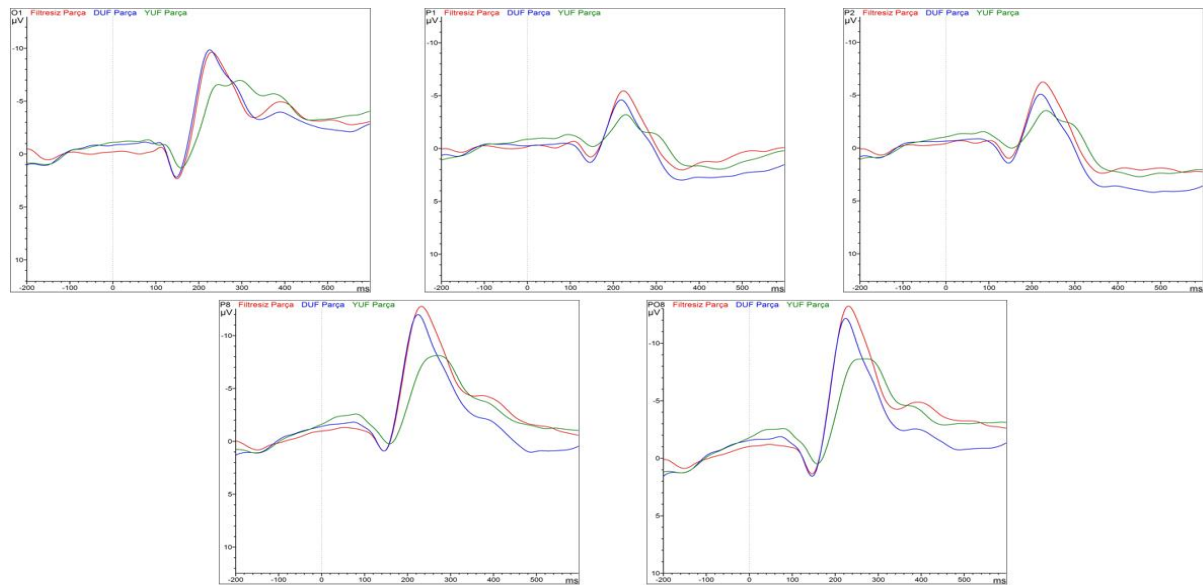 O1 Filtresiz Parça DUF Parça YUF Parça
µV
-10
-5
0
5
10
-200 -100 0 100 200 300 400 500 ms
P1 Filtresiz Parça DUF Parça YUF Parça
µV
-10
-5
0
5
10
-200 -100 0 100 200 300 400 500 ms
P2 Filtresiz Parça DUF Parça YUF Parça
µV
-10
-5
0
5
10
-200 -100 0 100 200 300 400 500 ms
P8 Filtresiz Parça DUF Parça YUF Parça
µV
-10
-5
0
5
10
-200 -100 0 100 200 300 400 500 ms
PO8 Filtresiz Parça DUF Parça YUF Parça
µV
-10
-5
0
5
10
-200 -100 0 100 200 300 400 500 ms